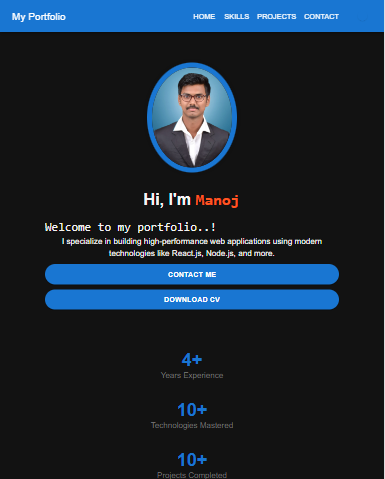 My Portfolio
HOME SKILLS PROJECTS CONTACT
Hi, I'm Manoj
Welcome to my portfolio..!
I specialize in building high-performance web applications using modern
technologies like React.js, Node.js, and more.
CONTACT ME
DOWNLOAD CV
4+
Years Experience
10+
Technologies Mastered
10+
Projects Completed